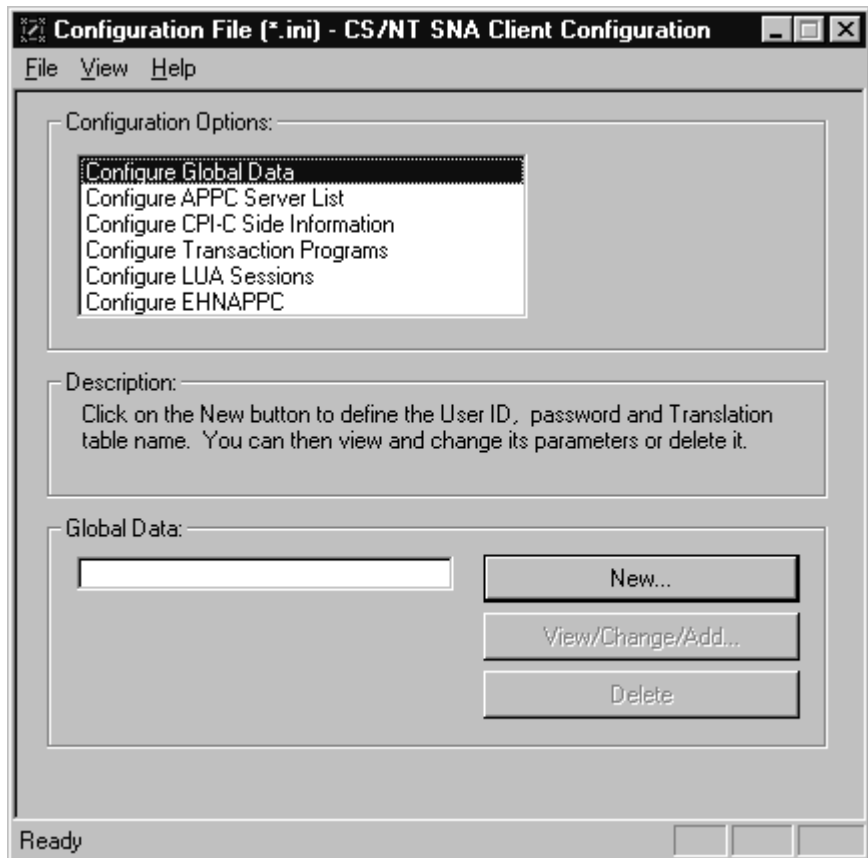 Configuration File (*.ini) - CS/NT SNA Client Configuration
File View Help
Configuration Options:
Configure Global Data
Configure APPC Server List
Configure CPI-C Side Information
Configure Transaction Programs
Configure LUA Sessions
Configure EHNAPPC
Description:
Click on the New button to define the User ID, password and Translation
table name. You can then view and change its parameters or delete it.
Global Data:
New...
View/Change/Add...
Delete
Ready